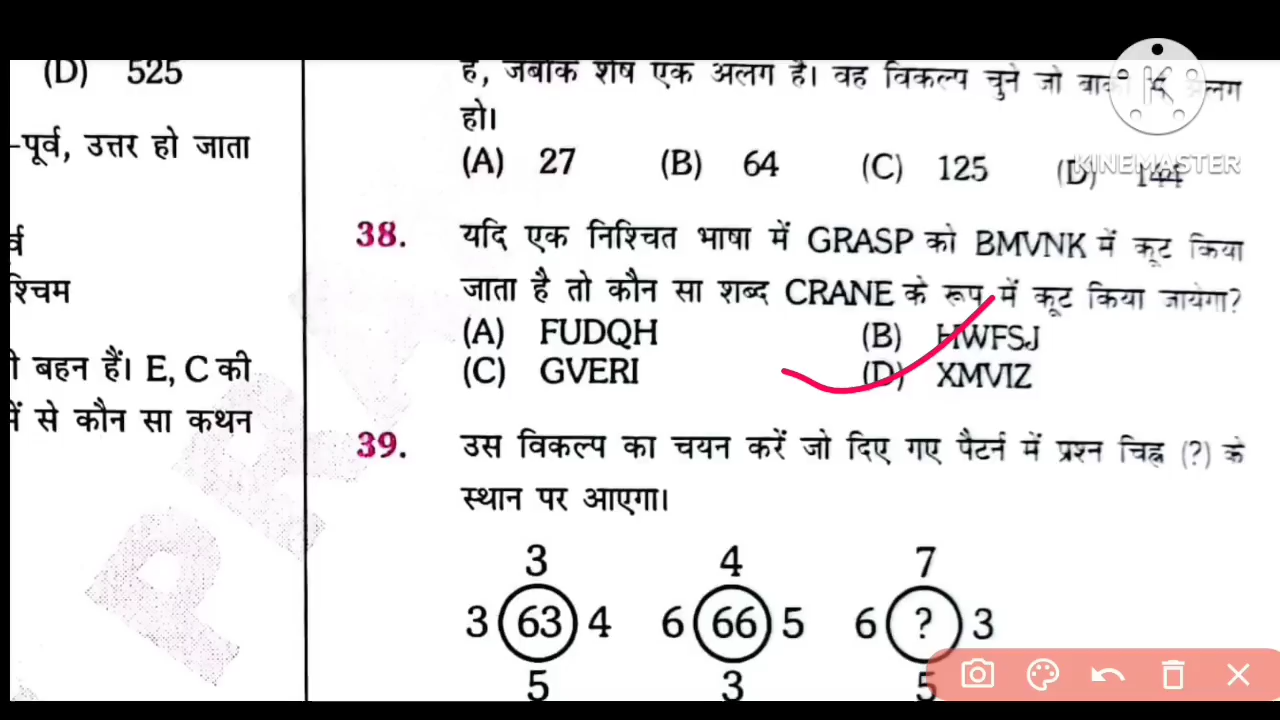 (D) 525
-पूर्व, उत्तर हो जाता
र्व
श्चिम
ो बहन हैं। E, C की
में से कौन सा कथन
है, जबकि शेष एक अलग है। वह विकल्प चुने जो बाकी से अलग
हो।
(A) 27 (B) 64 (C) 125 (D) 144
KINEMASTER
38. यदि एक निश्चित भाषा में GRASP को BMVNK में कूट किया
जाता है तो कौन सा शब्द CRANE के रूप में कूट किया जायेगा?
(A) FUDQH (B) HWFSJ
(C) GVERI (D) XMVIZ
39. उस विकल्प का चयन करें जो दिए गए पैटर्न में प्रश्न चिह्न (?) के
स्थान पर आएगा।
3 4 7
3 63 4 6 66 5 6 ? 3
5 3 5